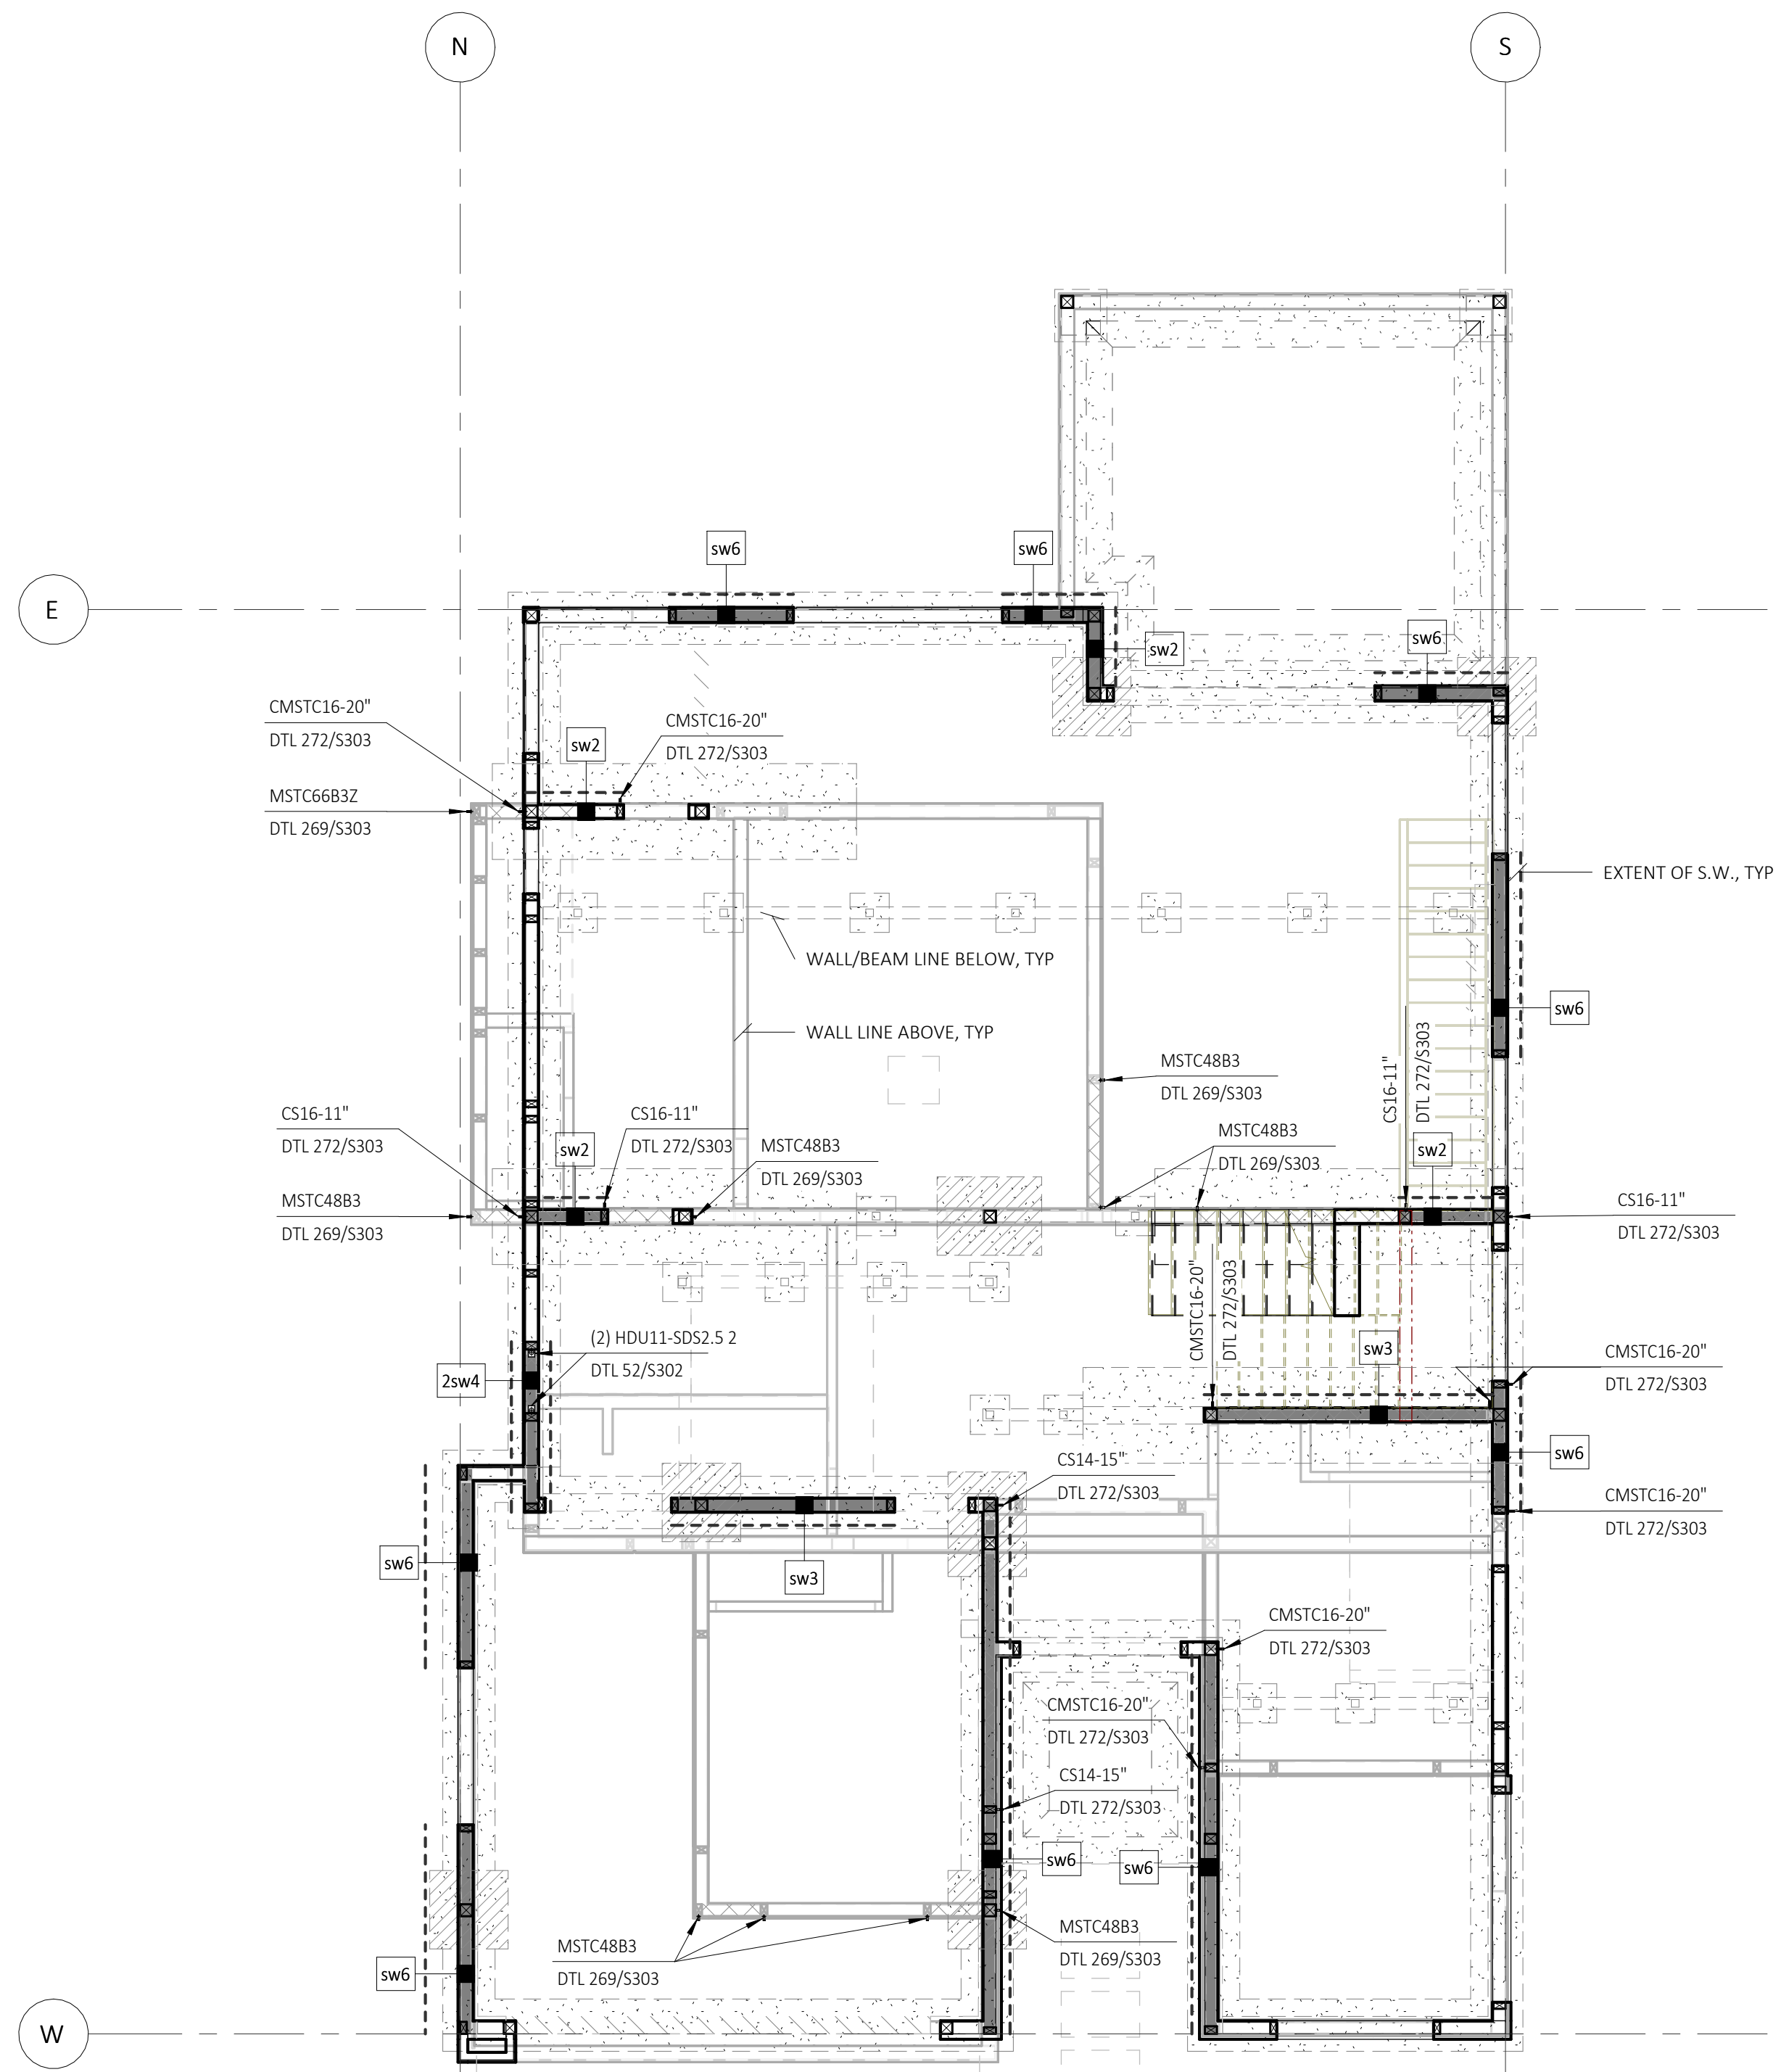 N
S
E
sw6
sw6
sw2
sw6
CMSTC16-20"
DTL 272/S303
CMSTC16-20"
DTL 272/S303
sw2
MSTC66B3Z
DTL 269/S303
EXTENT OF S.W., TYP
WALL/BEAM LINE BELOW, TYP
sw6
WALL LINE ABOVE, TYP
CS16-11"
DTL 272/S303
MSTC48B3
DTL 269/S303
CS16-11"
DTL 272/S303
CS16-11"
DTL 272/S303
sw2
MSTC48B3
DTL 269/S303
MSTC48B3
DTL 269/S303
sw2
MSTC48B3
DTL 269/S303
CS16-11"
DTL 272/S303
CMSTC16-20"
DTL 272/S303
(2) HDU11-SDS2.5 2
DTL 52/S302
2sw4
sw3
CMSTC16-20"
DTL 272/S303
sw6
CS14-15"
DTL 272/S303
CMSTC16-20"
DTL 272/S303
sw6
sw3
CMSTC16-20"
DTL 272/S303
CMSTC16-20"
DTL 272/S303
CS14-15"
DTL 272/S303
sw6
sw6
MSTC48B3
DTL 269/S303
MSTC48B3
DTL 269/S303
sw6
W